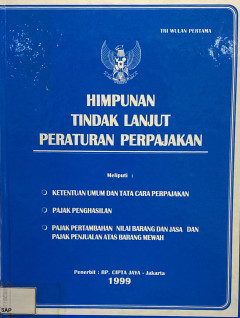 TRI WULAN PERTAMA
HIMPUNAN
TINDAK LANJUT
PERATURAN PERPAJAKAN
Meliputi :
KETENTUAN UMUM DAN TATA CARA PERPAJAKAN
PAJAK PENGHASILAN
PAJAK PERTAMBAHAN NILAI BARANG DAN JASA DAN
PAJAK PENJUALAN ATAS BARANG MEWAH
Penerbit : BP. CIPTA JAYA - Jakarta
1999